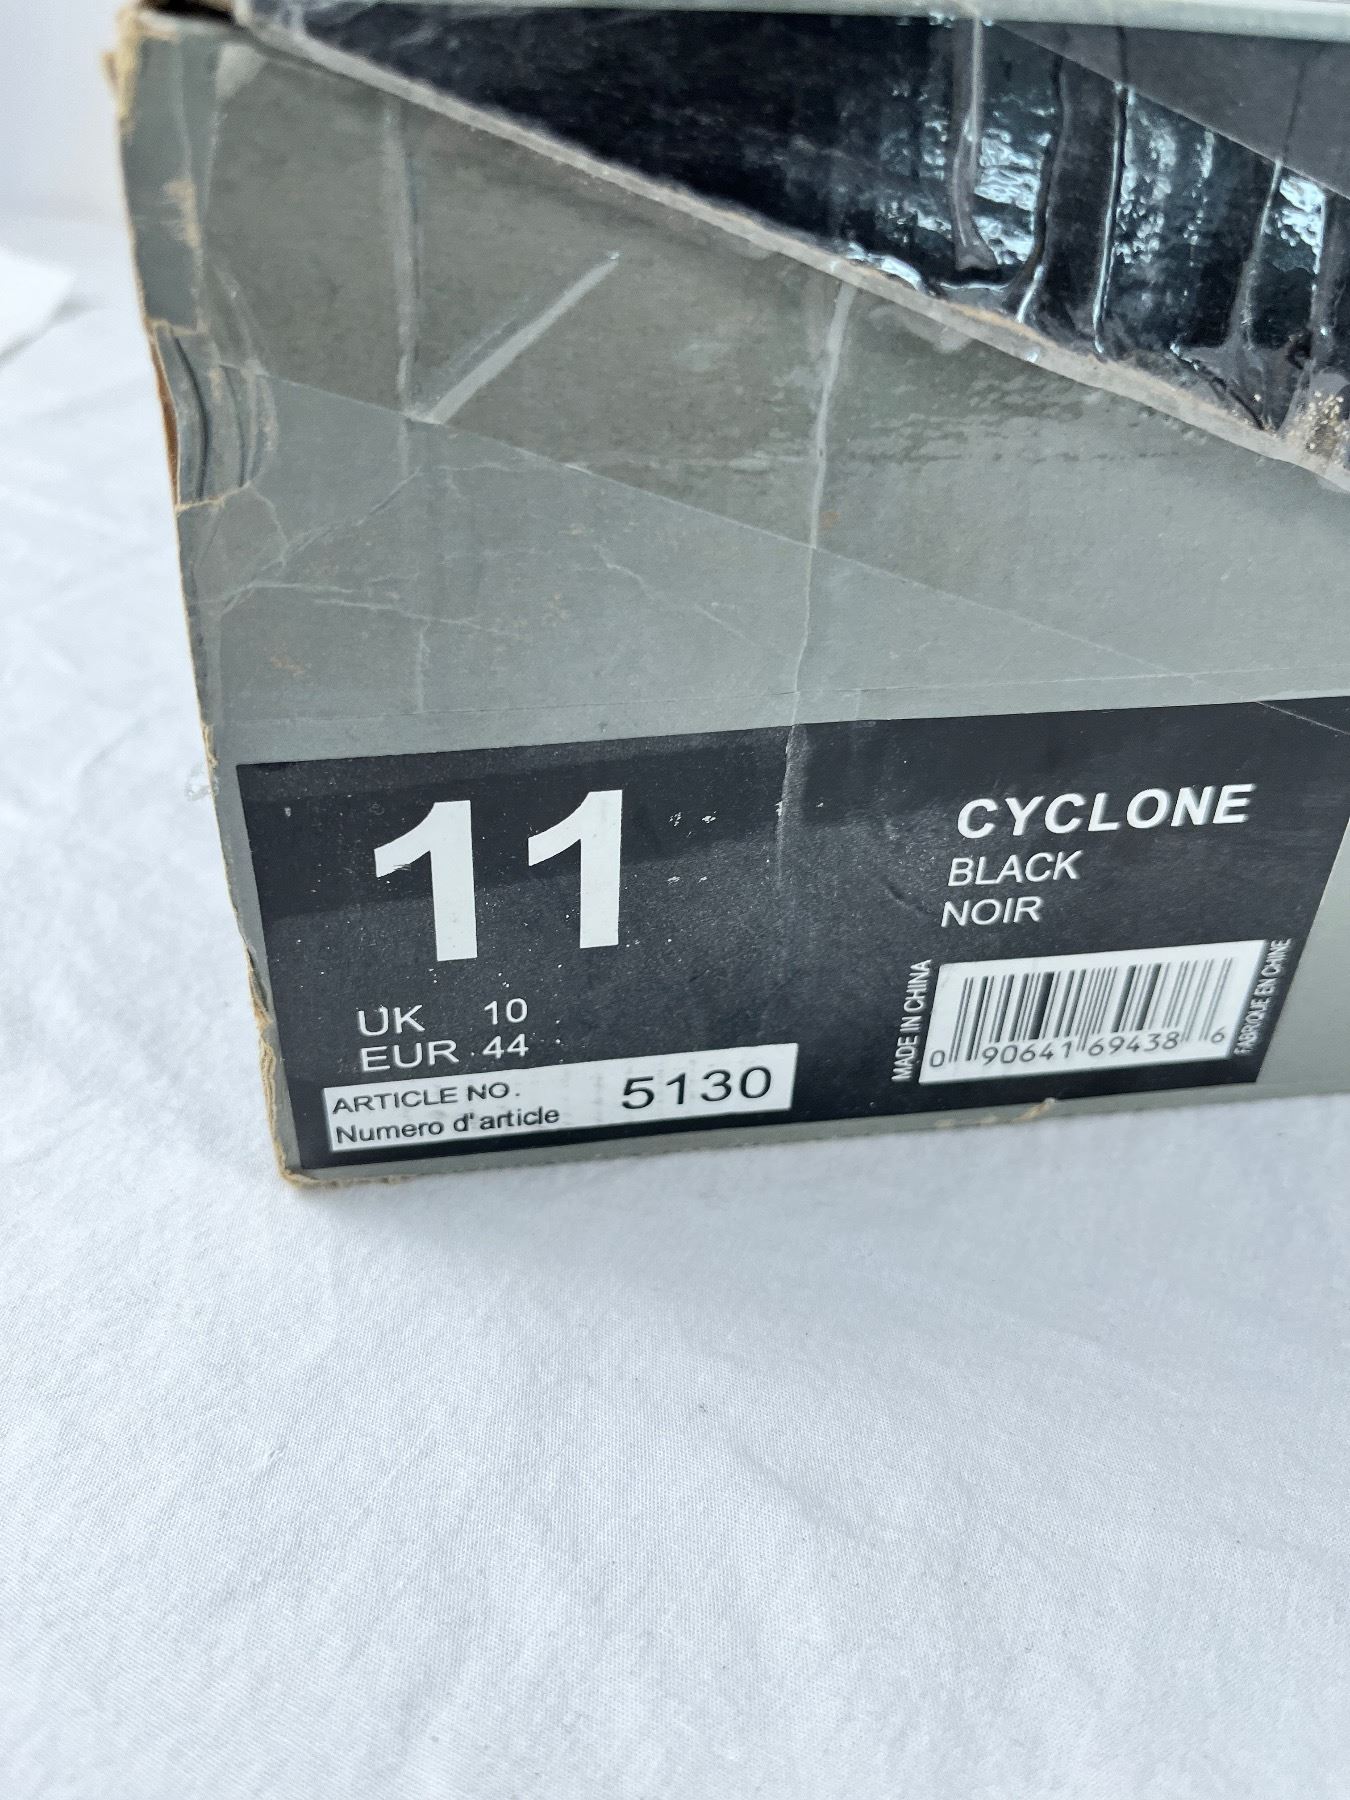 11
UK 10
EUR 44
ARTICLE NO.
Numero d'article
5130
CYCLONE
BLACK
NOIR
MADE IN CHINA
0 90641 69438 6
FABRIQUE EN CHINE